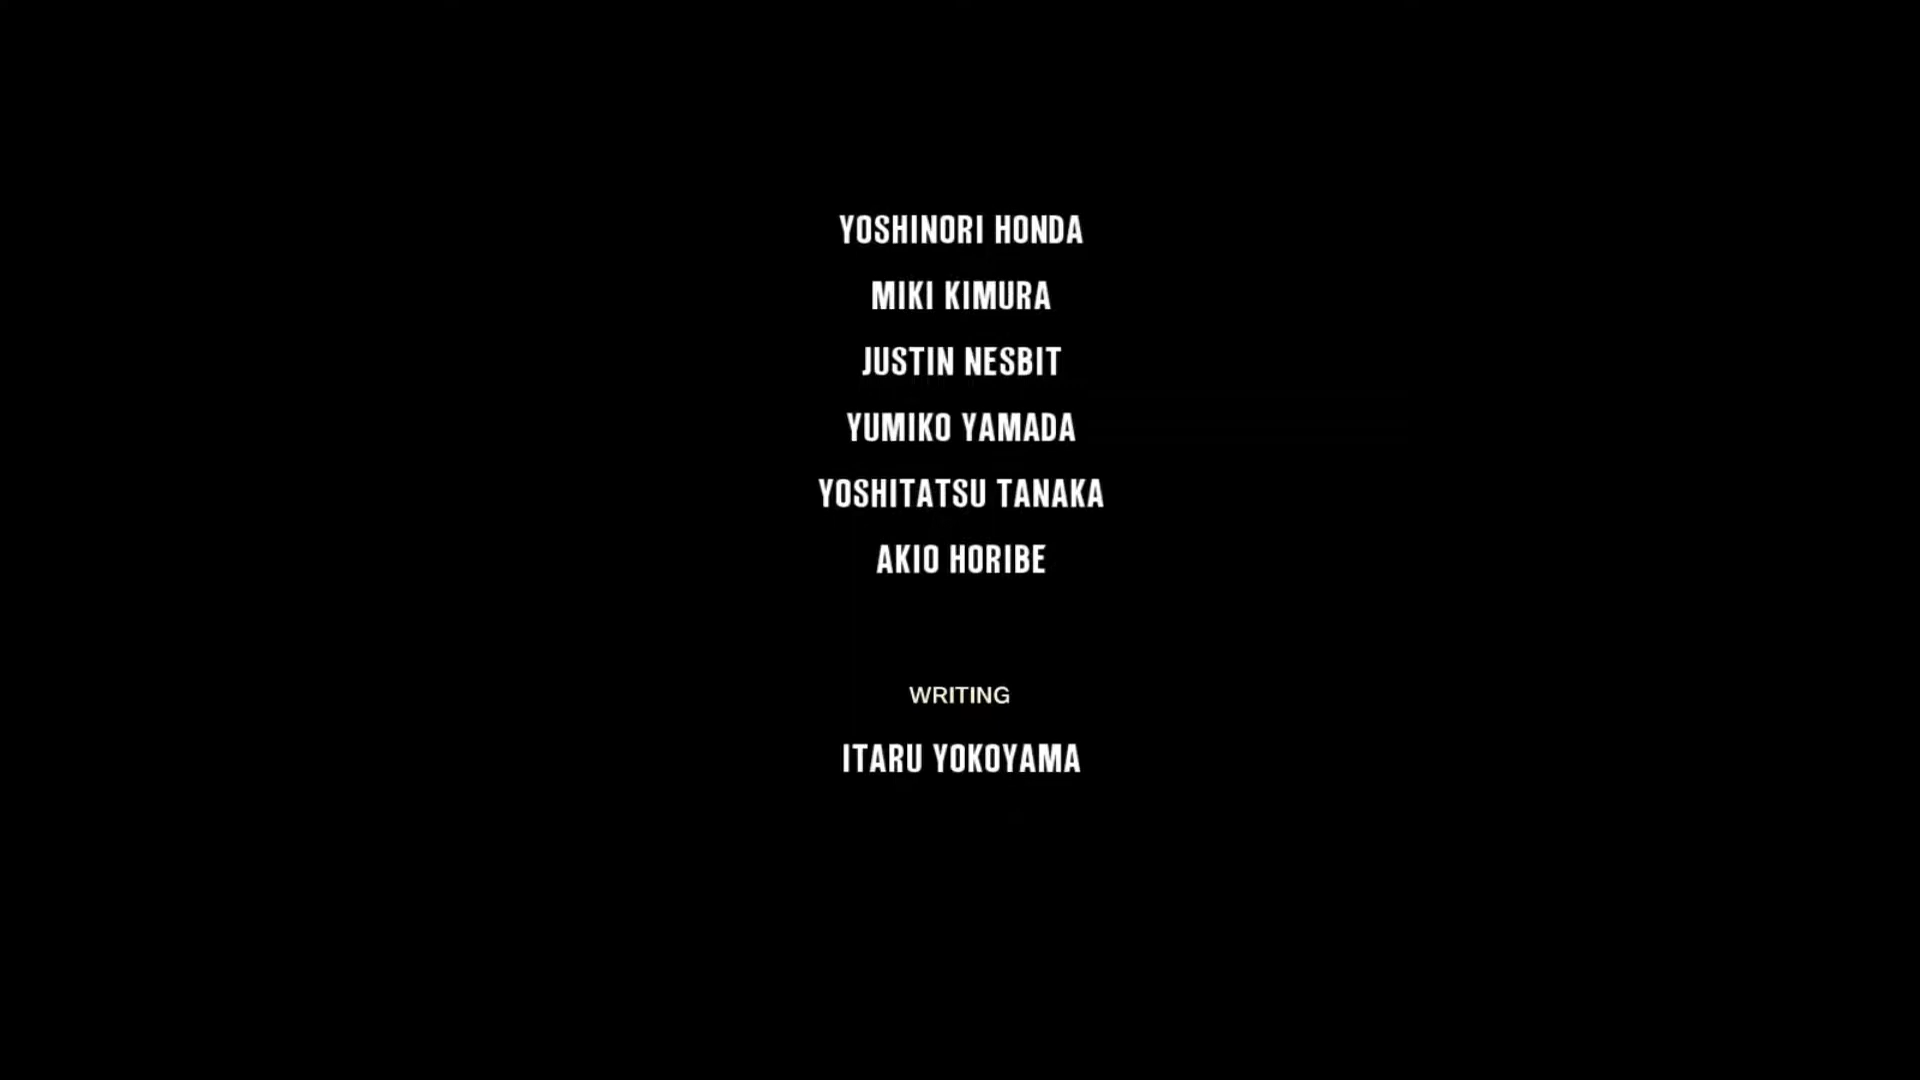 YOSHINORI HONDA
MIKI KIMURA
JUSTIN NESBIT
YUMIKO YAMADA
YOSHITATSU TANAKA
AKIO HORIBE
WRITING
ITARU YOKOYAMA